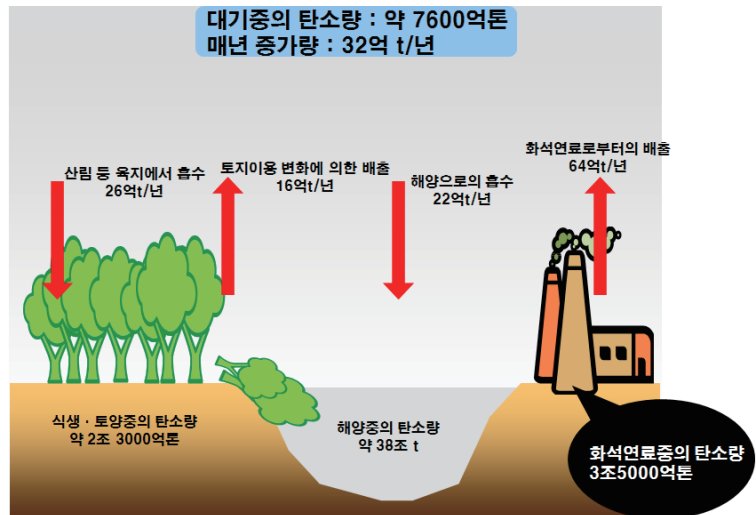 대기중의 탄소량 : 약 7600억톤
매년 증가량 : 32억 t/년
산림 등 육지에서 흡수
26억t/년
토지이용 변화에 의한 배출
16억t/년
해양으로의 흡수
22억t/년
화석연료로부터의 배출
64억t/년
식생 · 토양중의 탄소량
약 2조 3000억톤
해양중의 탄소량
약 38조 t
화석연료중의 탄소량
3조5000억톤